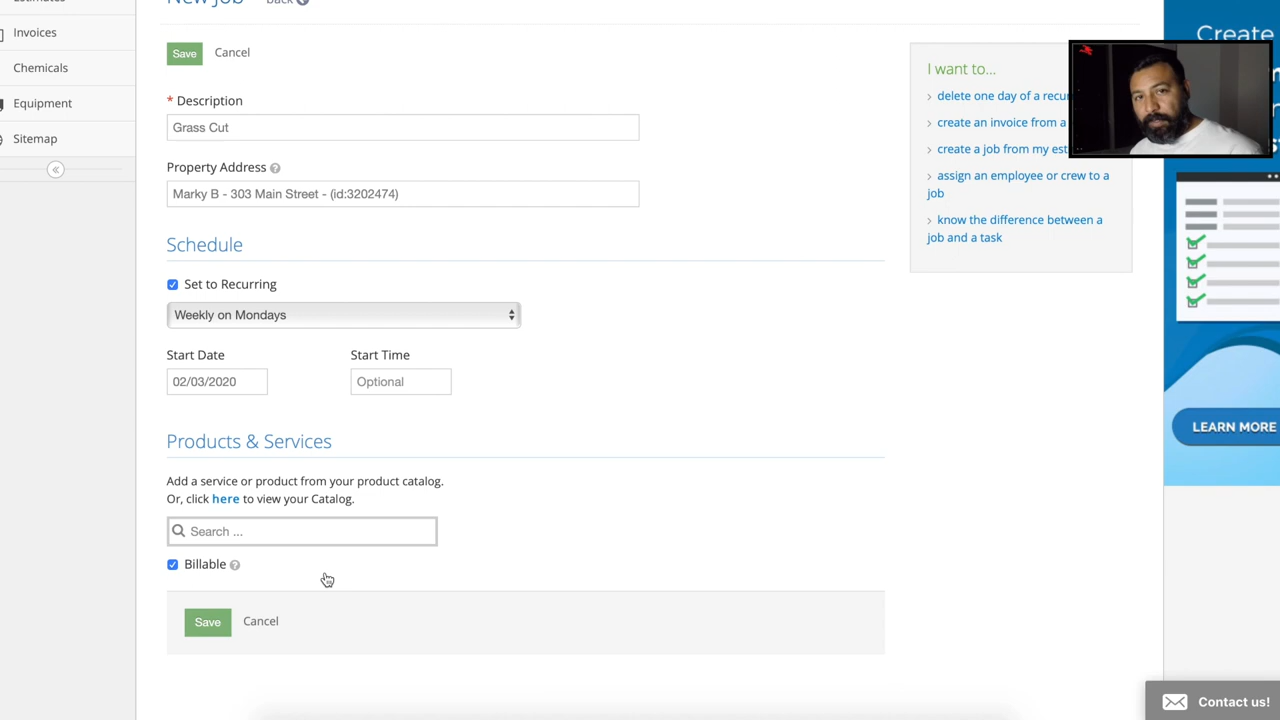 Estimates
New Job
Back
Invoices
Chemicals
Equipment
Sitemap
Save
Cancel
* Description
Grass Cut
Property Address
Marky B - 303 Main Street - (id:3202474)
Schedule
Set to Recurring
Weekly on Mondays
Start Date
Start Time
02/03/2020
Optional
Products & Services
Add a service or product from your product catalog.
Or, click here to view your Catalog.
Search ...
Billable
Save
Cancel
I want to...
delete one day of a
create an invoice from a
create a job from my
assign an employee or crew to a
job
know the difference between a
job and a task
Create
LEARN MORE
Contact us!